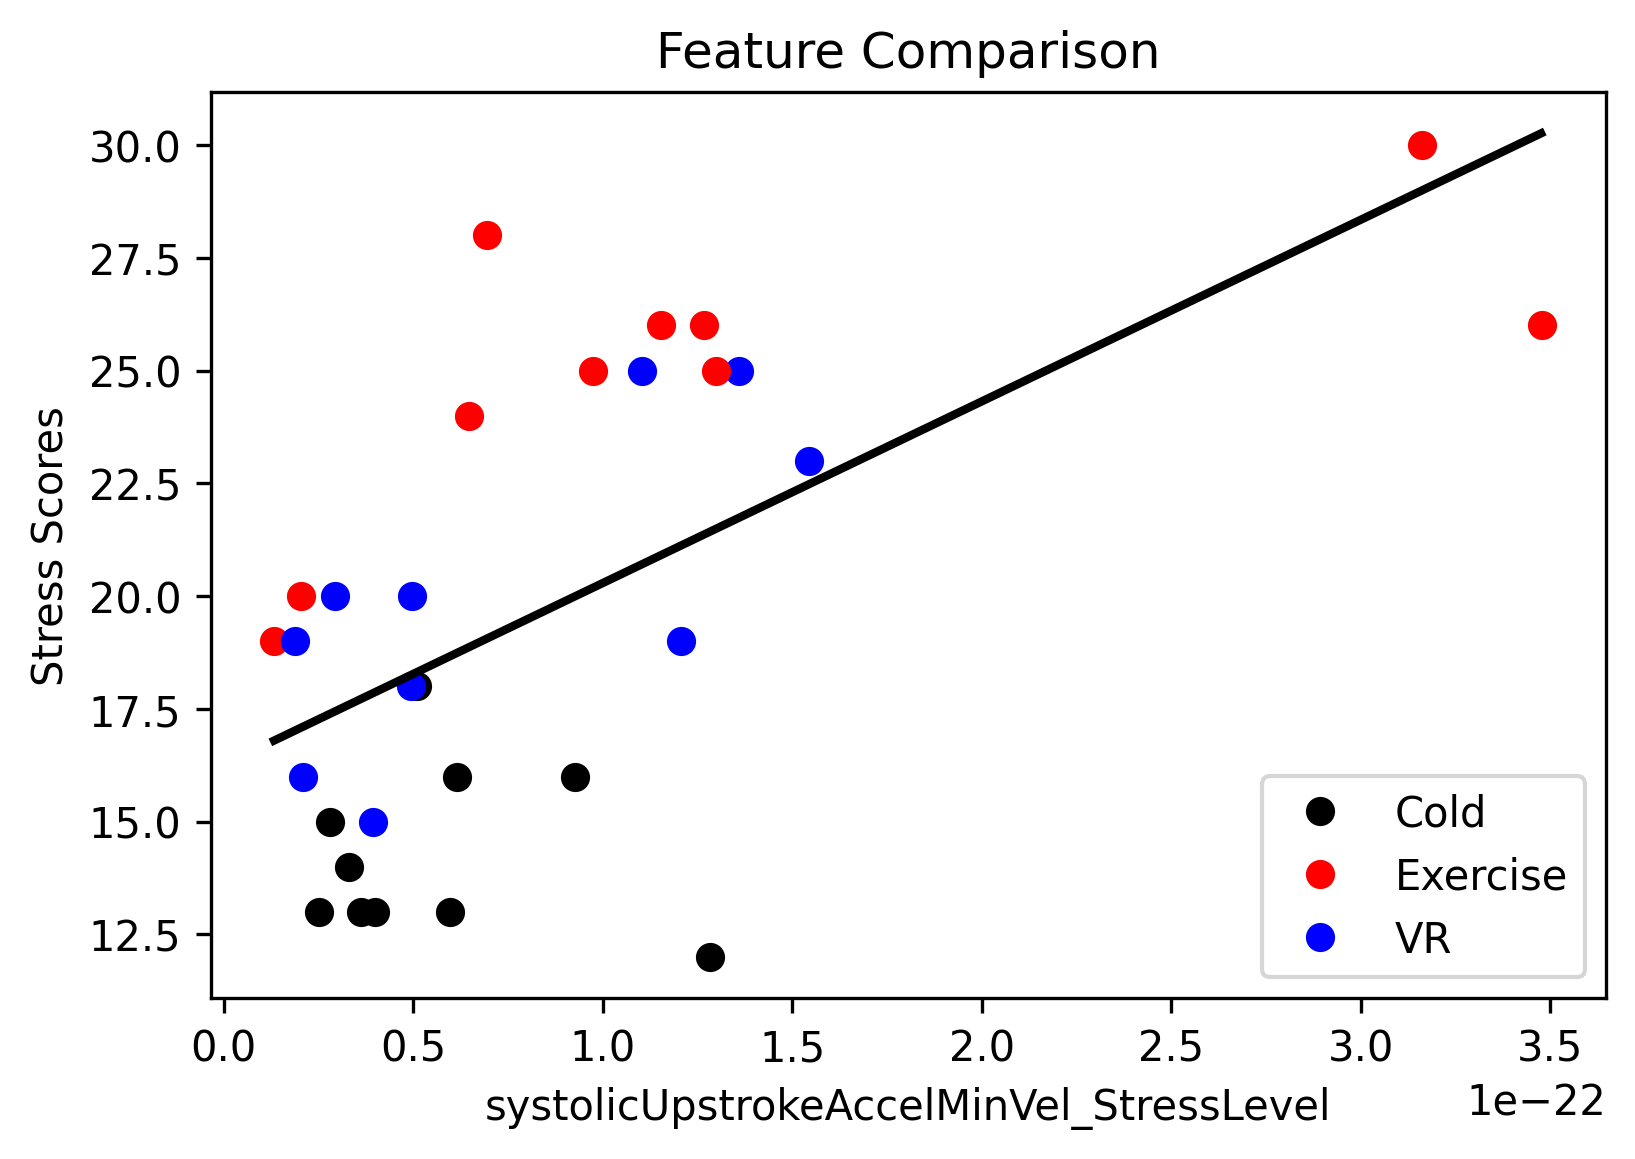 Feature Comparison
30.0
27.5
25.0
22.5
20.0
17.5
15.0
12.5
Stress Scores
Cold
Exercise
VR
0.0 0.5 1.0 1.5 2.0 2.5 3.0 3.5
1e−22
systolicUpstrokeAccelMinVel_StressLevel